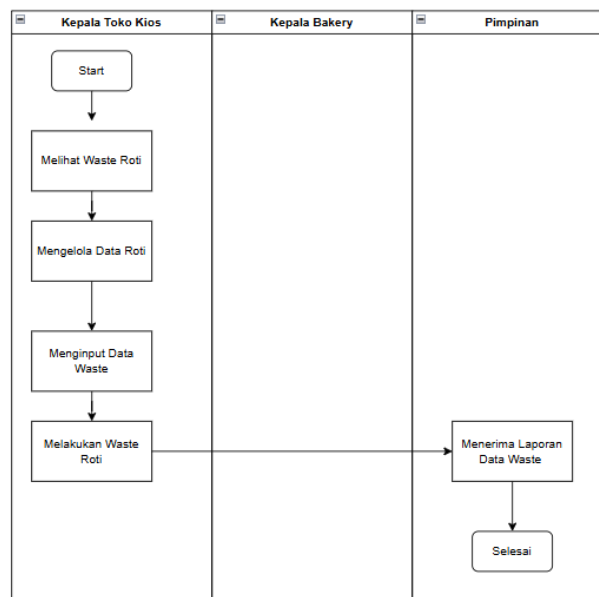 Kepala Toko Kios
Kepala Bakery
Pimpinan
Start
Melihat Waste Roti
Mengelola Data Roti
Menginput Data
Waste
Melakukan Waste
Roti
Menerima Laporan
Data Waste
Selesai